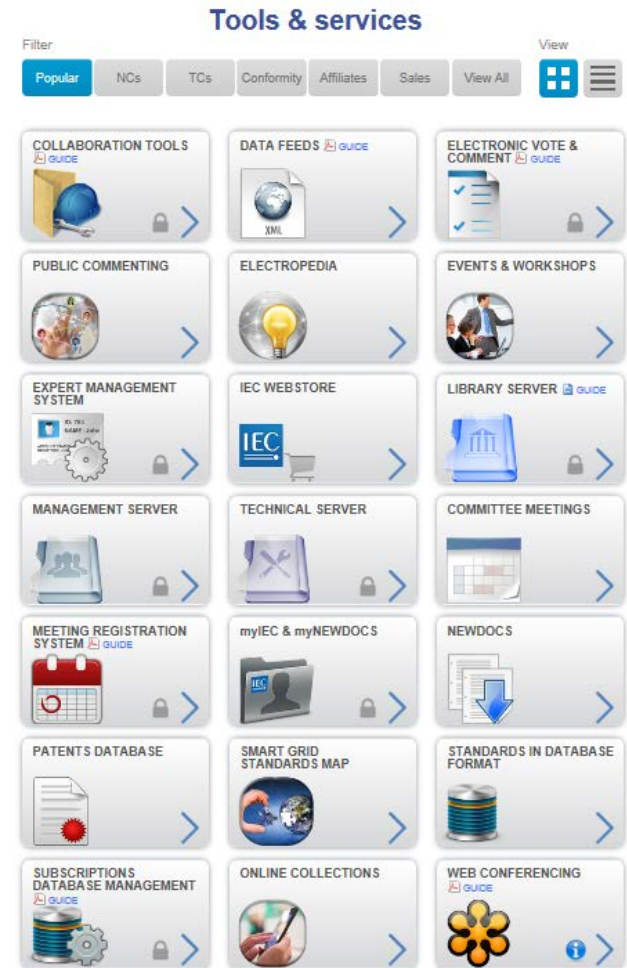 Tools & services
Filter
View
Popular
NCs
TCs
Conformity
Affiliates
Sales
View All
COLLABORATION TOOLS
GUIDE
DATA FEEDS GUIDE
XML
ELECTRONIC VOTE &
COMMENT GUIDE
PUBLIC COMMENTING
ELECTROPEDIA
EVENTS & WORKSHOPS
EXPERT MANAGEMENT
SYSTEM
IEC WEBSTORE
IEC
LIBRARY SERVER GUIDE
MANAGEMENT SERVER
TECHNICAL SERVER
COMMITTEE MEETINGS
MEETING REGISTRATION
SYSTEM GUIDE
myIEC & myNEWDOCS
IEC
NEWDOCS
PATENTS DATABASE
SMART GRID
STANDARDS MAP
STANDARDS IN DATABASE
FORMAT
SUBSCRIPTIONS
DATABASE MANAGEMENT
GUIDE
ONLINE COLLECTIONS
WEB CONFERENCING
GUIDE